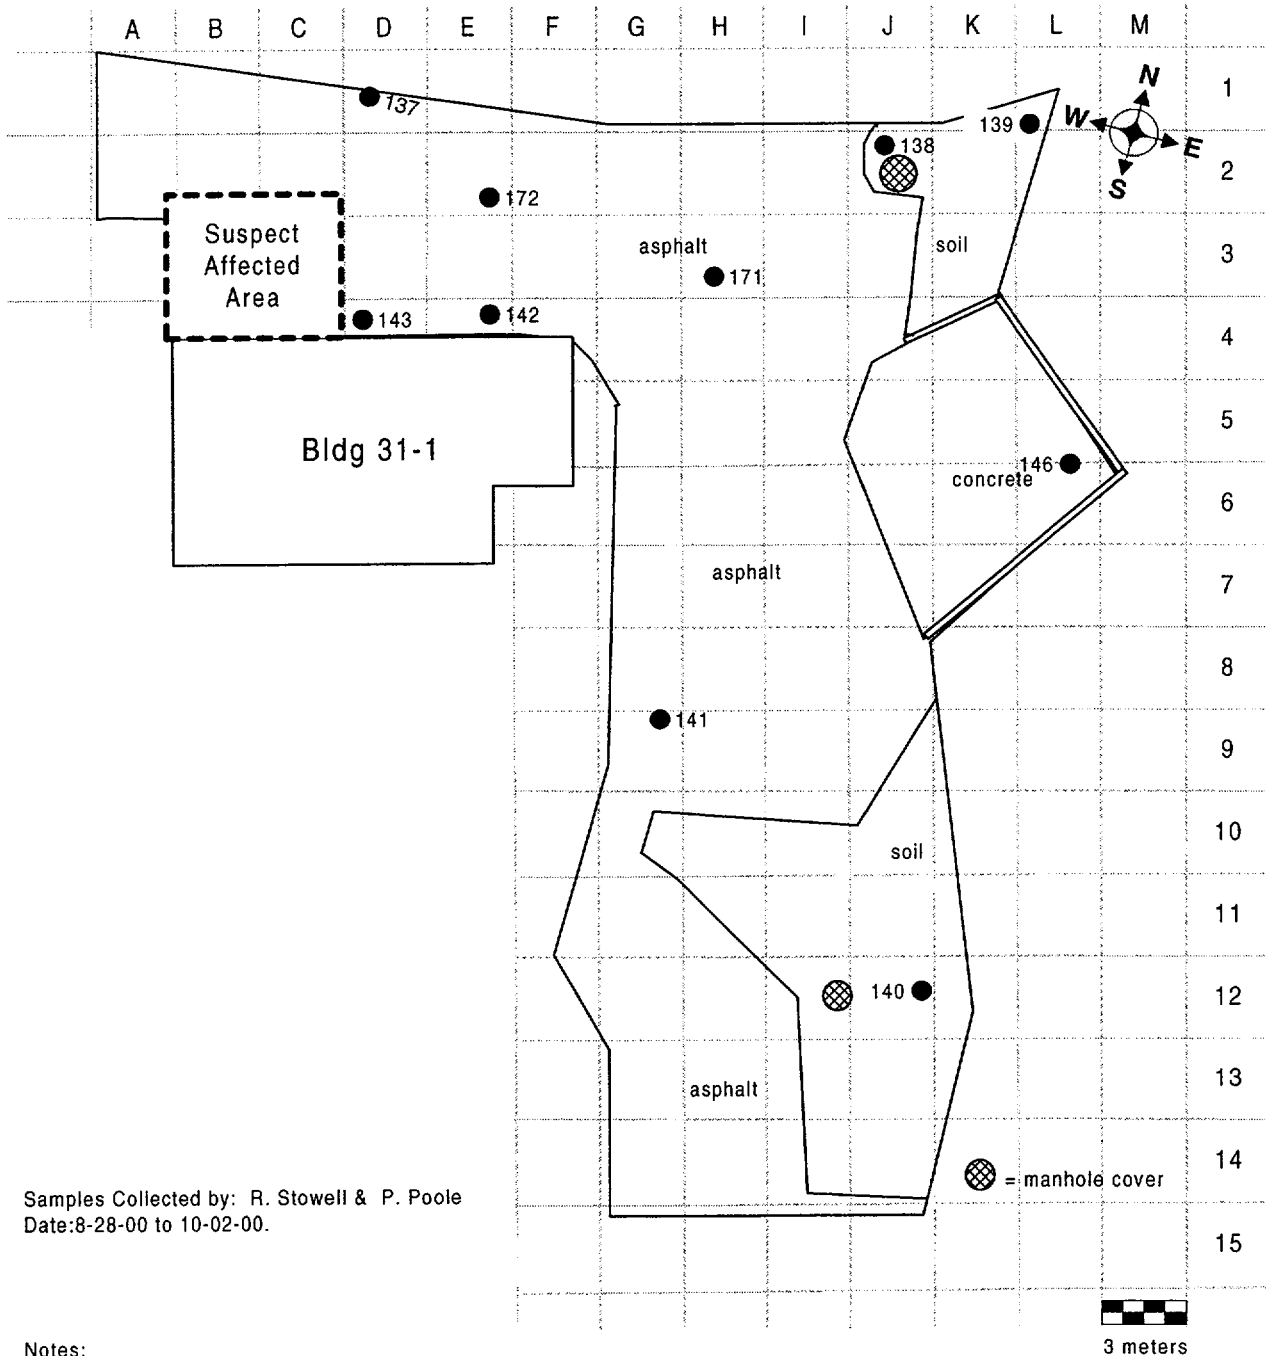 A B C D E F G H I J K L M
1
N
137
139
W
E
138
2
S
172
Suspect
Affected
Area
asphalt
soil
3
171
143
142
4
5
Bldg 31-1
146
concrete
6
asphalt
7
8
141
9
10
soil
11
140
12
13
asphalt
14
= manhole cover
Samples Collected by: R. Stowell & P. Poole
Date:8-28-00 to 10-02-00.
15
Notes:
3 meters